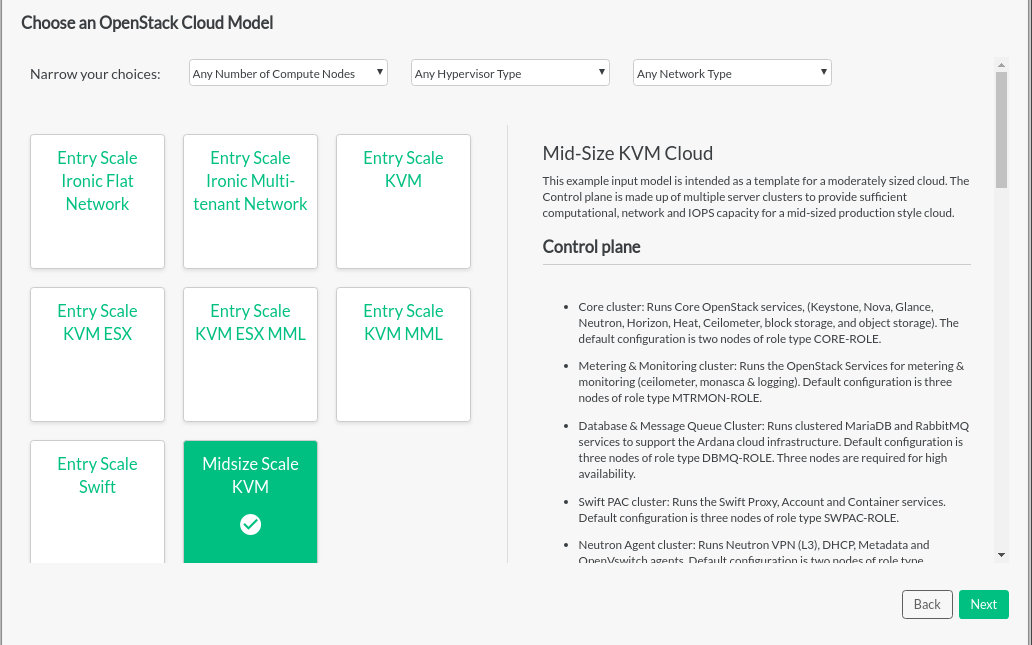 Choose an OpenStack Cloud Model
Narrow your choices:
Any Number of Compute Nodes
Any Hypervisor Type
Any Network Type
Entry Scale
Ironic Flat
Network
Entry Scale
Ironic Multi-
tenant Network
Entry Scale
KVM
Entry Scale
KVM ESX
Entry Scale
KVM ESX MML
Entry Scale
KVM MML
Entry Scale
Swift
Midsize Scale
KVM
Mid-Size KVM Cloud
This example input model is intended as a template for a moderately sized cloud. The
Control plane is made up of multiple server clusters to provide sufficient
computational, network and IOPS capacity for a mid-sized production style cloud.
Control plane
• Core cluster: Runs Core OpenStack services, (Keystone, Nova, Glance,
Neutron, Horizon, Heat, Ceilometer, block storage, and object storage). The
default configuration is two nodes of role type CORE-ROLE.
• Metering & Monitoring cluster: Runs the OpenStack Services for metering &
monitoring (ceilometer, monasca & logging). Default configuration is three
nodes of role type MTRMON-ROLE.
• Database & Message Queue Cluster: Runs clustered MariaDB and RabbitMQ
services to support the Ardana cloud infrastructure. Default configuration is
three nodes of role type DBMQ-ROLE. Three nodes are required for high
availability.
• Swift PAC cluster: Runs the Swift Proxy, Account and Container services.
Default configuration is three nodes of role type SWPAC-ROLE.
• Neutron Agent cluster: Runs Neutron VPN (L3), DHCP, Metadata and
OpenVswitch agents. Default configuration is two nodes of role type
Back
Next